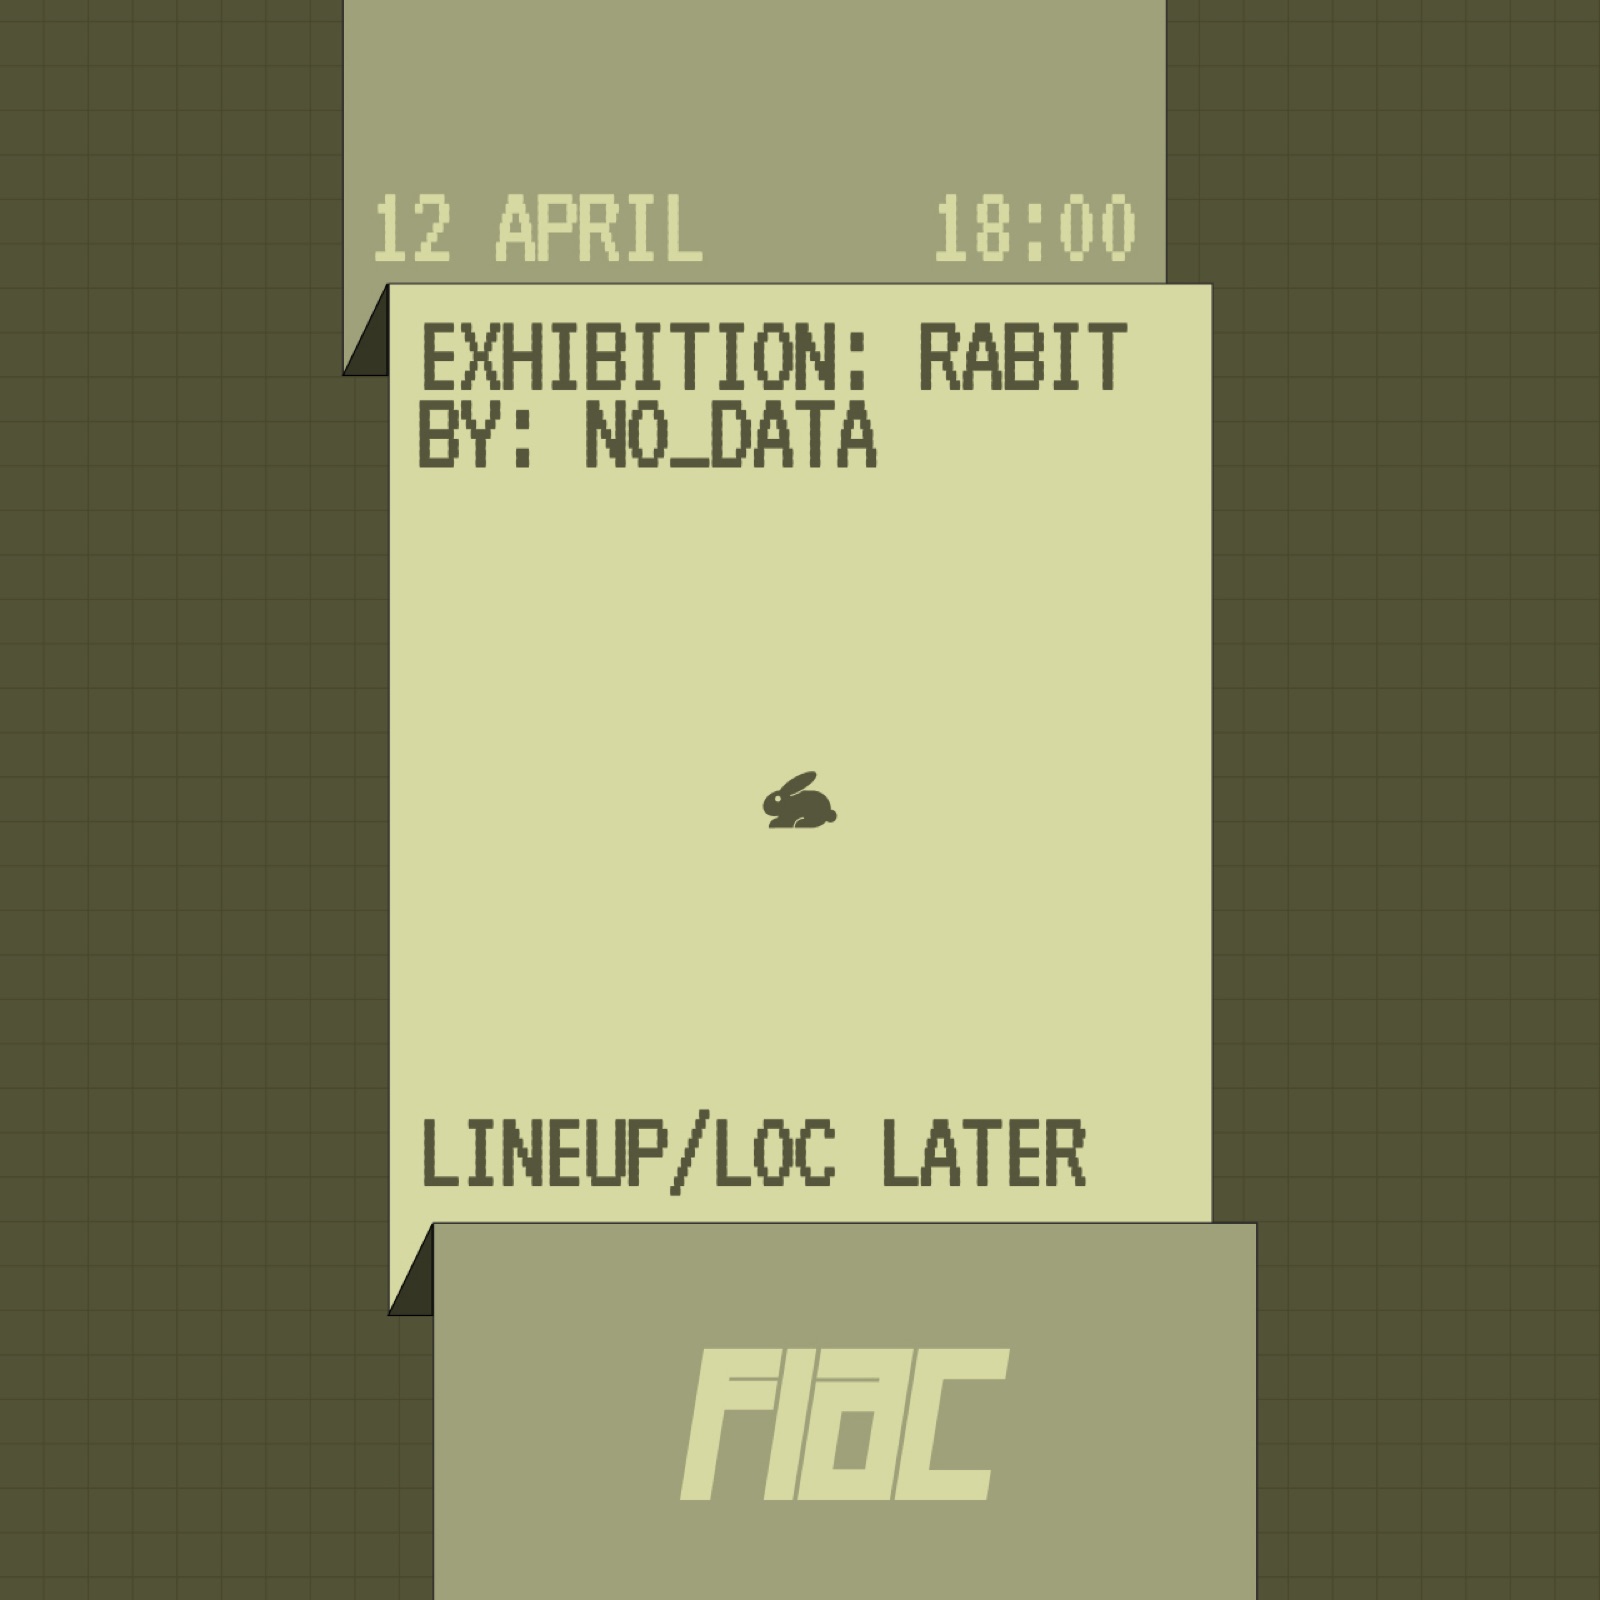 12 APRIL 18:00
EXHIBITION: RABIT
BY: NO_DATA
LINEUP/LOC LATER
FlaC